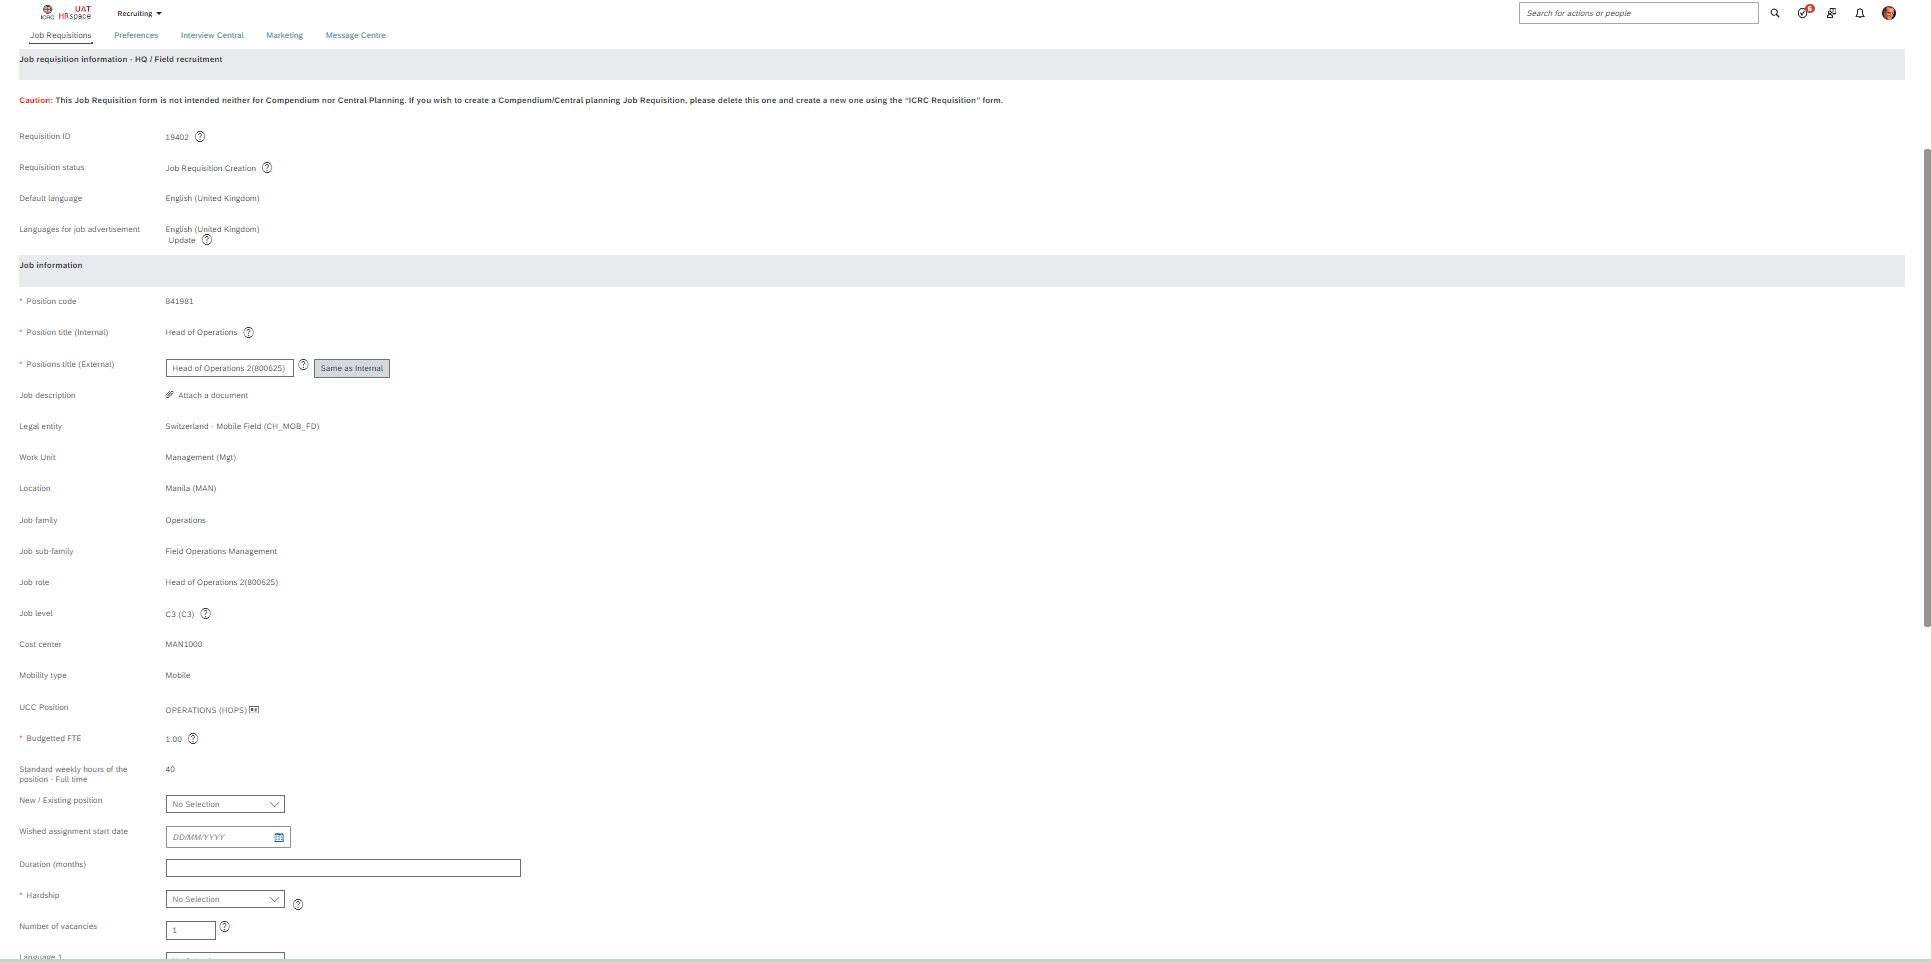 UAT
ICRC HRspace
Recruiting
Search for actions or people
6
Job Requisitions
Preferences
Interview Central
Marketing
Message Centre
Job requisition information - HQ / Field recruitment
Caution: This Job Requisition form is not intended neither for Compendium nor Central Planning. If you wish to create a Compendium/Central planning Job Requisition, please delete this one and create a new one using the “ICRC Requisition” form.
Requisition ID
19402 ?
Requisition status
Job Requisition Creation ?
Default language
English (United Kingdom)
Languages for job advertisement
English (United Kingdom)
Update ?
Job information
* Position code
841981
* Position title (Internal)
Head of Operations ?
* Positions title (External)
Head of Operations 2(800625) ? Same as Internal
Job description
Attach a document
Legal entity
Switzerland - Mobile Field (CH_MOB_FD)
Work Unit
Management (Mgt)
Location
Manila (MAN)
Job family
Operations
Job sub-family
Field Operations Management
Job role
Head of Operations 2(800625)
Job level
C3 (C3) ?
Cost center
MAN1000
Mobility type
Mobile
UCC Position
OPERATIONS (HOPS)
* Budgetted FTE
1.00 ?
Standard weekly hours of the
position - Full time
40
New / Existing position
No Selection
Wished assignment start date
DD/MM/YYYY
Duration (months)
* Hardship
No Selection ?
Number of vacancies
1 ?
Language 1